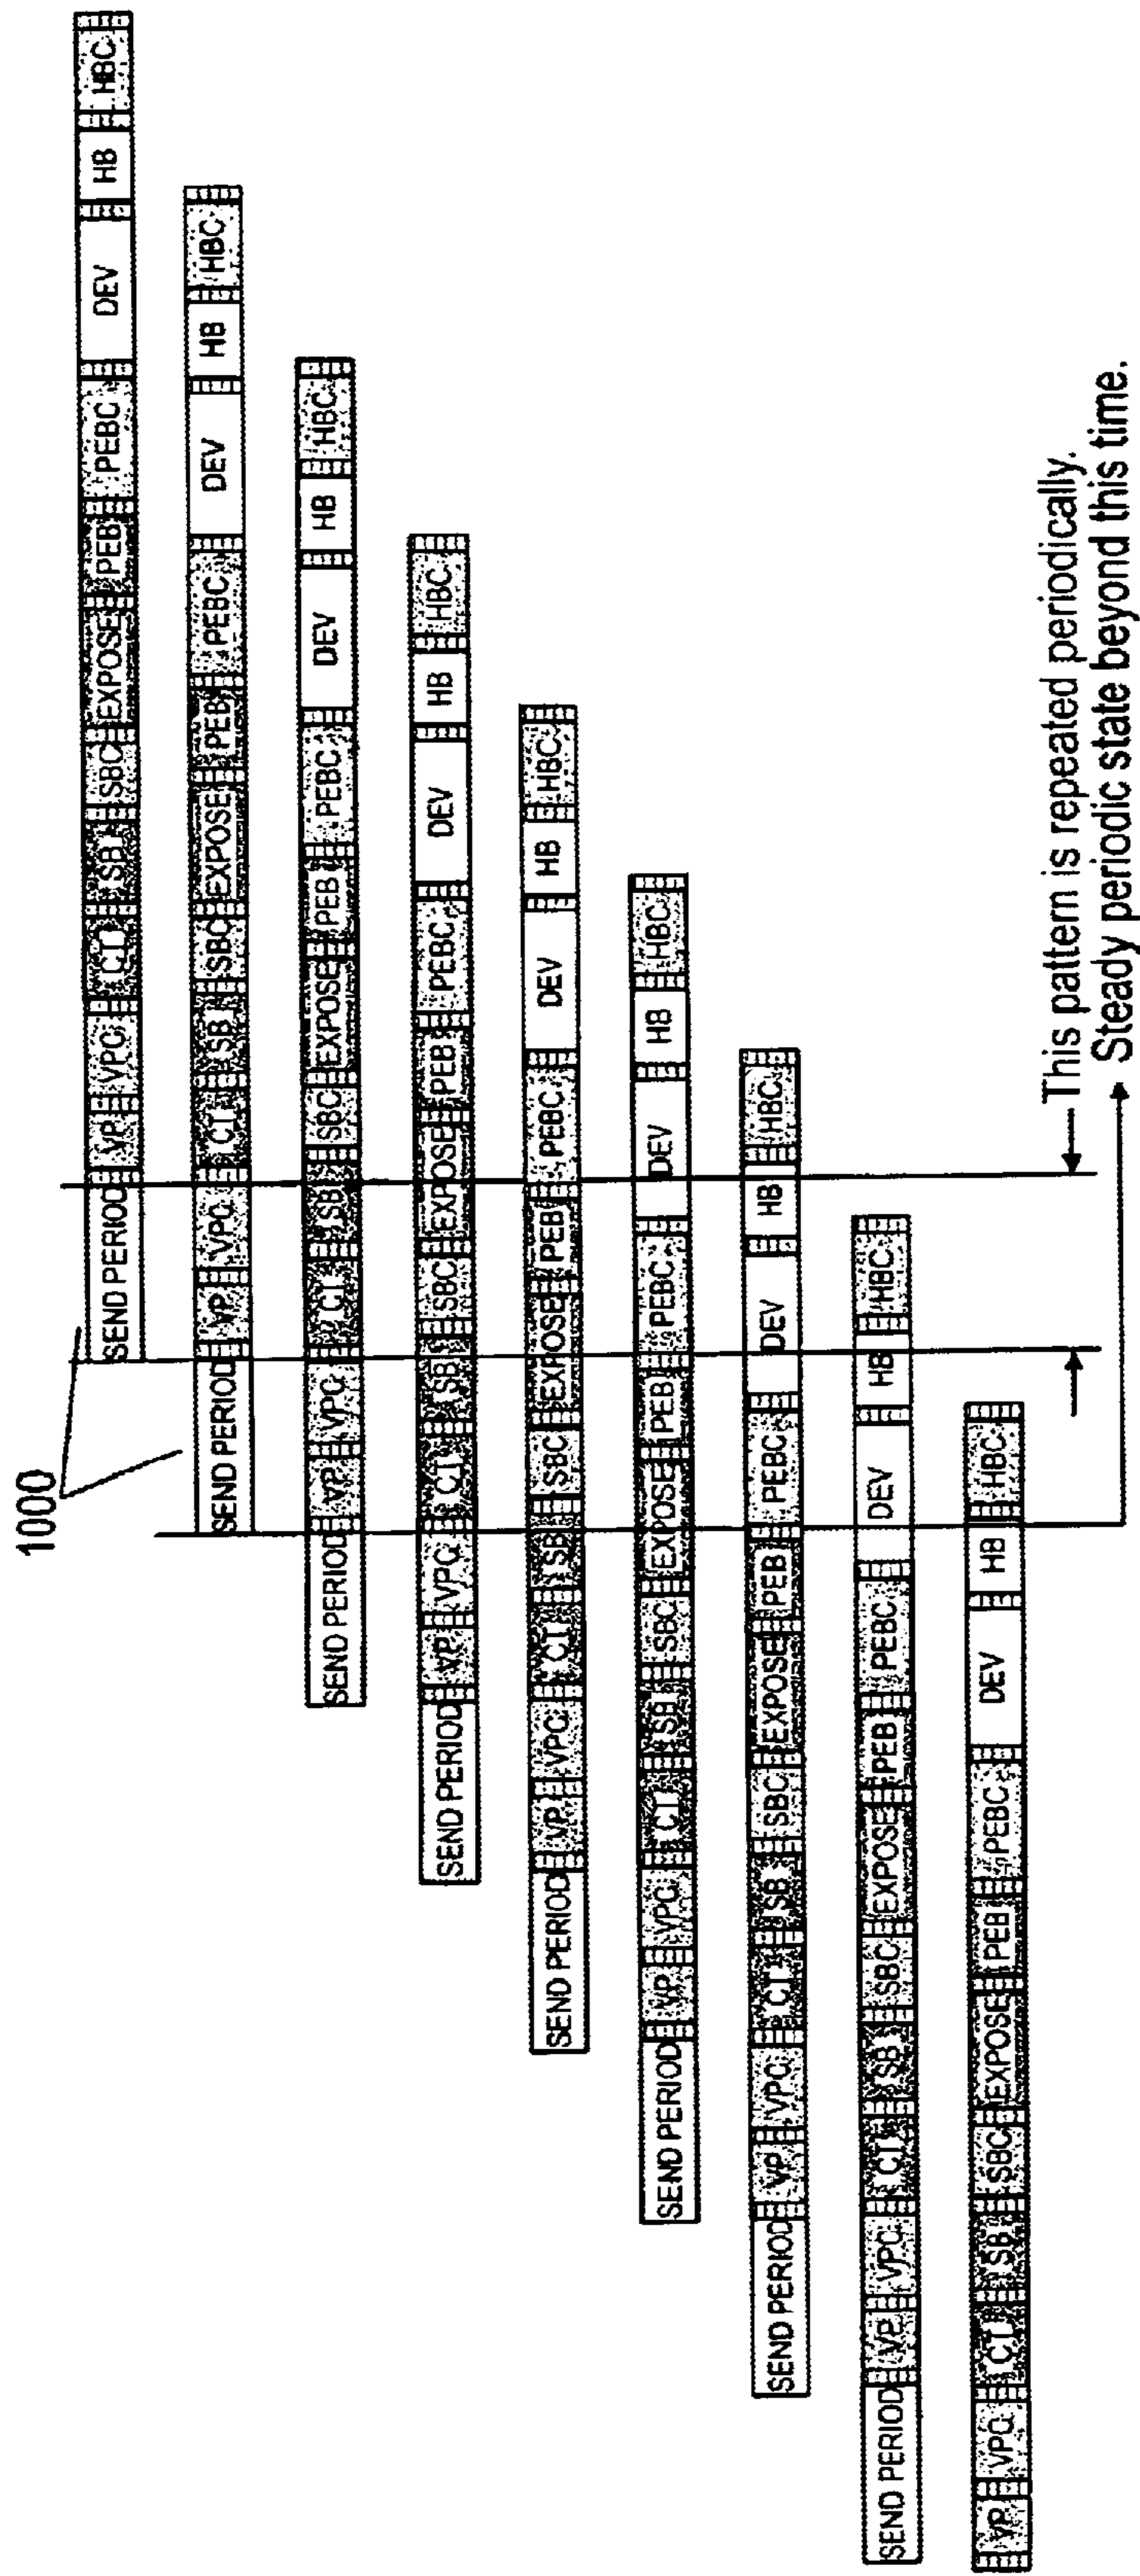 1000
SEND PERIOD VP VPC CT SB SBC EXPOSE PEB PEBC DEV HB HBC
SEND PERIOD VP VPC CT SB SBC EXPOSE PEB PEBC DEV HB HBC
SEND PERIOD VP VPC CT SB SBC EXPOSE PEB PEBC DEV HB HBC
SEND PERIOD VP VPC CT SB SBC EXPOSE PEB PEBC DEV HB HBC
SEND PERIOD VP VPC CT SB SBC EXPOSE PEB PEBC DEV HB HBC
SEND PERIOD VP VPC CT SB SBC EXPOSE PEB PEBC DEV HB HBC
SEND PERIOD VP VPC CT SB SBC EXPOSE PEB PEBC DEV HB HBC
SEND PERIOD VP VPC CT SB SBC EXPOSE PEB PEBC DEV HB HBC
VP VPC CT SB SBC EXPOSE PEB PEBC DEV HB HBC
This pattern is repeated periodically.
Steady periodic state beyond this time.